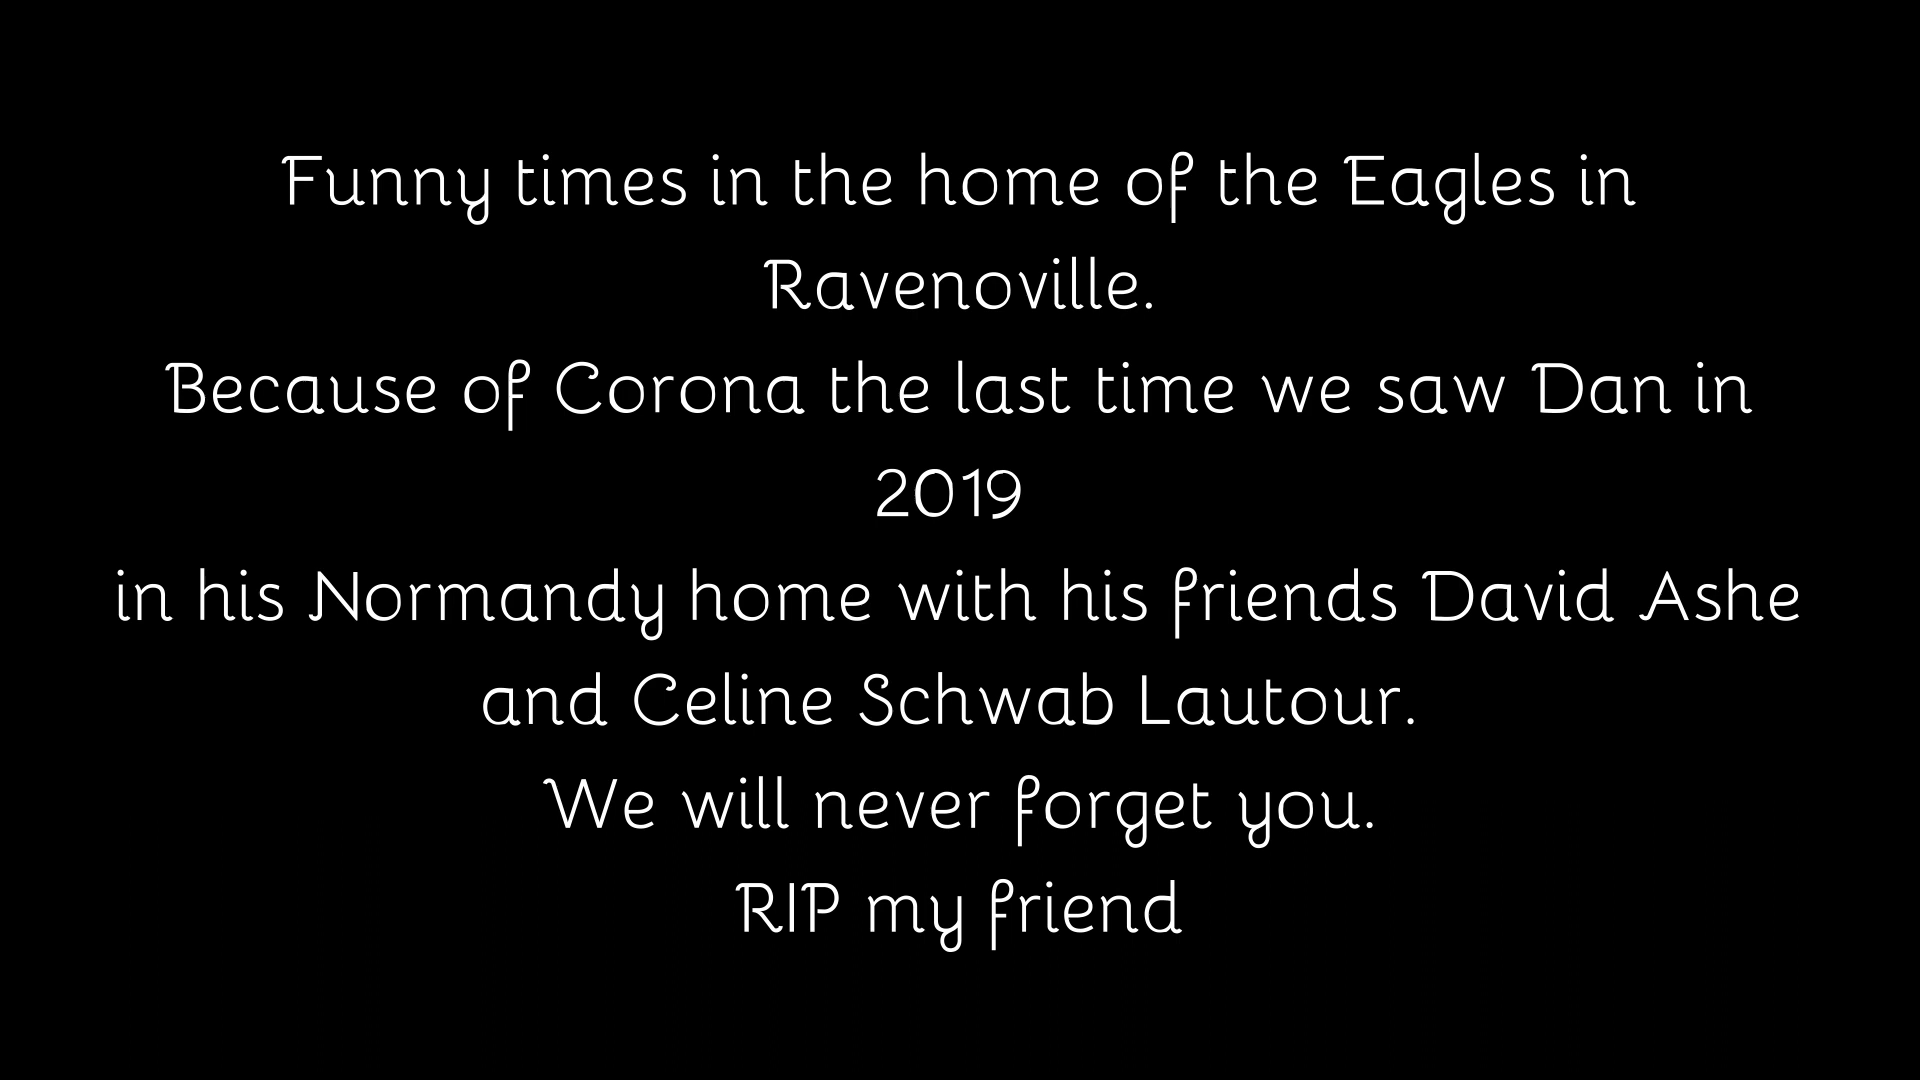 Funny times in the home of the Eagles in
Ravenoville.
Because of Corona the last time we saw Dan in
2019
in his Normandy home with his friends David Ashe
and Celine Schwab Lautour.
We will never forget you.
RIP my friend